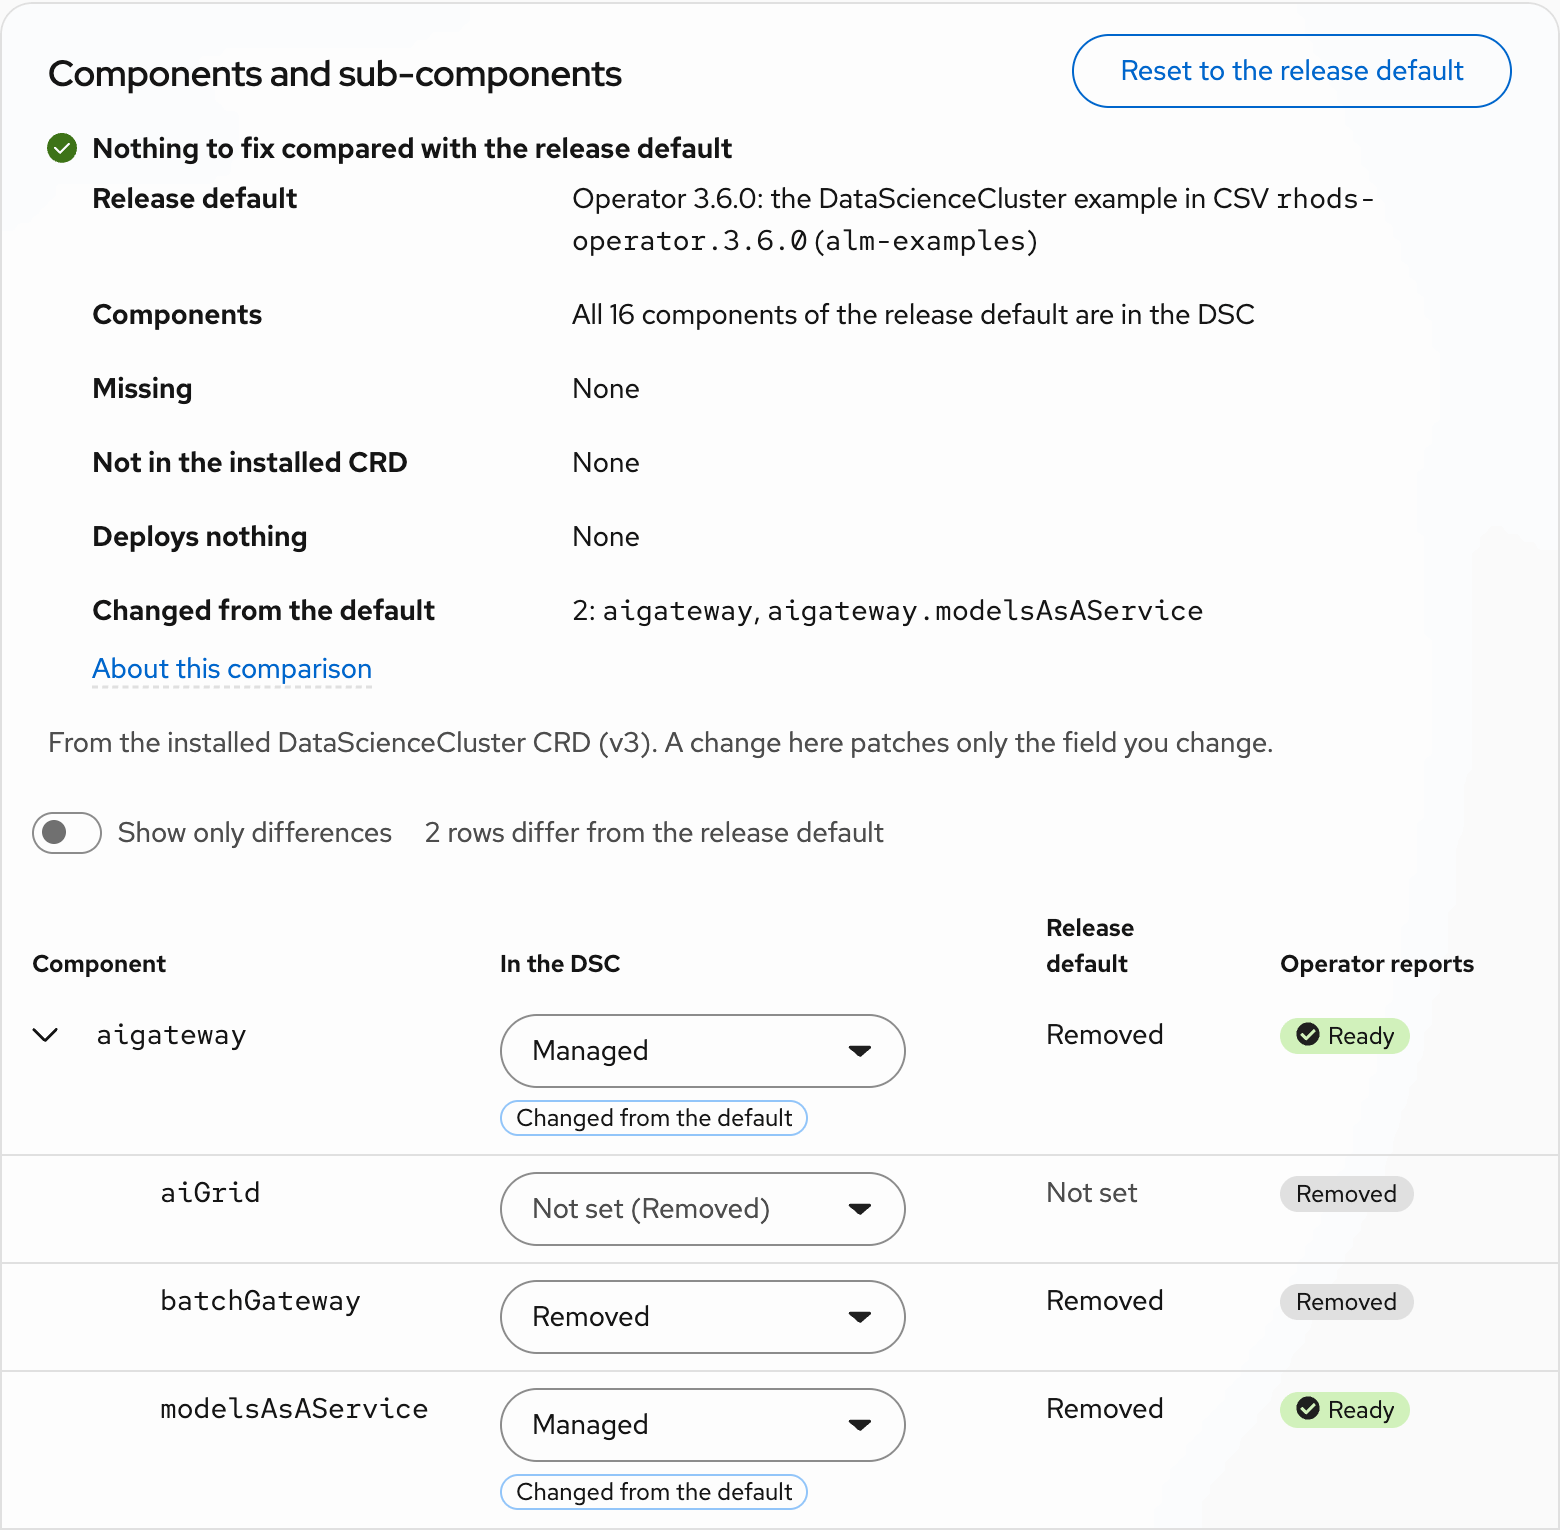 Components and sub-components
Reset to the release default
Nothing to fix compared with the release default
Release default
Operator 3.6.0: the DataScienceCluster example in CSV rhods-
operator.3.6.0 (alm-examples)
Components
All 16 components of the release default are in the DSC
Missing
None
Not in the installed CRD
None
Deploys nothing
None
Changed from the default
2: aigateway, aigateway.modelsAsAService
About this comparison
From the installed DataScienceCluster CRD (v3). A change here patches only the field you change.
Show only differences
2 rows differ from the release default
Component
In the DSC
Release
default
Operator reports
aigateway
Managed
Changed from the default
Removed
Ready
aiGrid
Not set (Removed)
Not set
Removed
batchGateway
Removed
Removed
Removed
modelsAsAService
Managed
Changed from the default
Removed
Ready